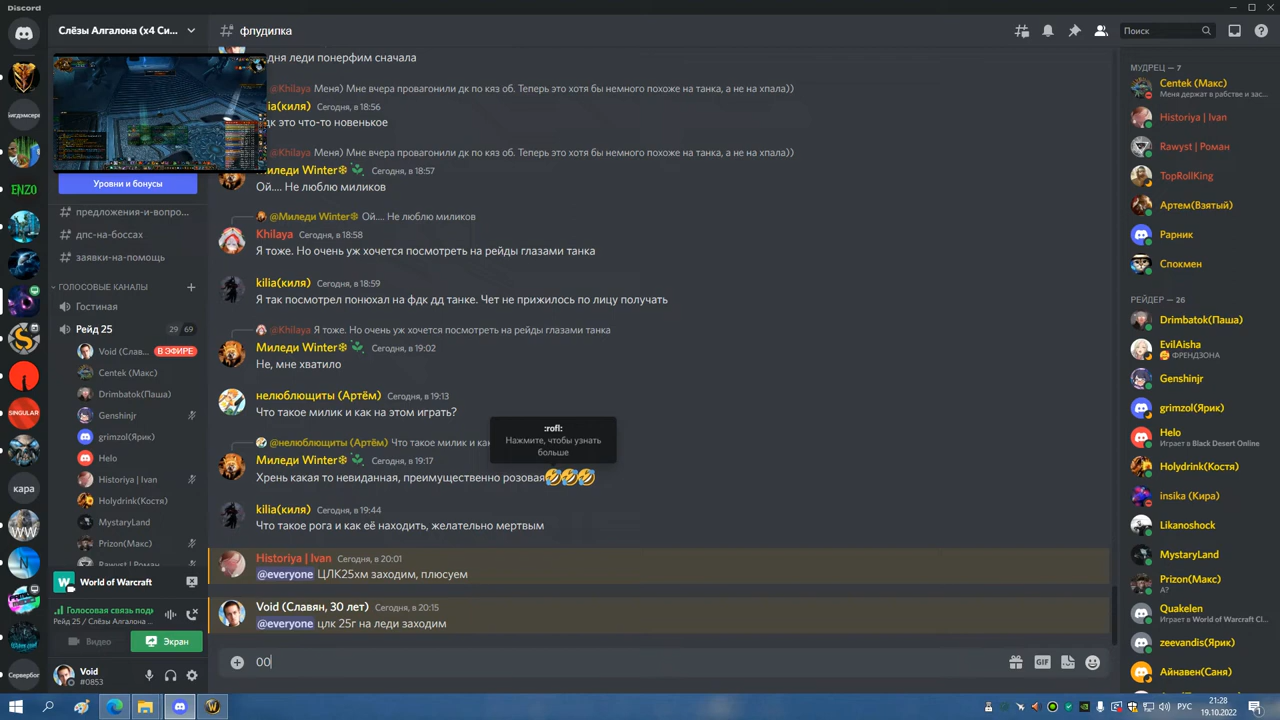 Discord
Слёзы Алгалона (x4 Си...
флудилка
Поиск
БИГДЭМСЕРІ
ENZO
SINGULAR
кара
WW
Сервербог
Уровни и бонусы
предложения-и-вопро...
дпс-на-боссах
заявки-на-помощь
ГОЛОСОВЫЕ КАНАЛЫ
Гостиная
Рейд 25
29 69
Void (Слав...
В ЭФИРЕ
Centek (Макс)
Drimbatok(Паша)
Genshinjr
grimzol(Ярик)
Helo
Historiya | Ivan
Holydrink(Костя)
MystaryLand
Prizon(Макс)
Rawyst | Роман
World of Warcraft
Голосовая связь подк
Рейд 25 / Слёзы Алгалона ...
Видео
Экран
Void
#0853
дня леди понерфим сначала
@Khilaya Меня) Мне вчера провагонили дк по кяз об. Теперь это хотя бы немного похоже на танка, а не на хпала))
ia(киля) Сегодня, в 18:56
дк это что-то новенькое
@Khilaya Меня) Мне вчера провагонили дк по кяз об. Теперь это хотя бы немного похоже на танка, а не на хпала))
Миледи Winter❄ Сегодня, в 18:57
Ой.... Не люблю миликов
@Миледи Winter❄ Ой.... Не люблю миликов
Khilaya Сегодня, в 18:58
Я тоже. Но очень уж хочется посмотреть на рейды глазами танка
kilia(киля) Сегодня, в 18:59
Я так посмотрел понюхал на фдк дд танке. Чет не прижилось по лицу получать
@Khilaya Я тоже. Но очень уж хочется посмотреть на рейды глазами танка
Миледи Winter❄ Сегодня, в 19:02
Не, мне хватило
нелюблющиты (Артём) Сегодня, в 19:13
Что такое милик и как на этом играть?
:rofl:
Нажмите, чтобы узнать
больше
@нелюблющиты (Артём) Что такое милик и как
Миледи Winter❄ Сегодня, в 19:17
Хрень какая то невиданная, преимущественно розовая🤣🤣🤣
kilia(киля) Сегодня, в 19:44
Что такое рога и как её находить, желательно мертвым
Historiya | Ivan Сегодня, в 20:01
@everyone ЦЛК25хм заходим, плюсуем
Void (Славян, 30 лет) Сегодня, в 20:15
@everyone цлк 25г на леди заходим
00
GIF
МУДРЕЦ — 7
Centek (Макс)
Меня держат в рабстве и зас...
Historiya | Ivan
Rawyst | Роман
TopRollKing
Артем(Взятый)
Рарник
Спокмен
РЕЙДЕР — 26
Drimbatok(Паша)
EvilAisha
ФРЕНДЗОНА
Genshinjr
grimzol(Ярик)
Helo
Играет в Black Desert Online
Holydrink(Костя)
insika (Кира)
Likanoshock
MystaryLand
Prizon(Макс)
A?
Quakelen
Играет в World of Warcraft Cl...
zeevandis(Ярик)
Айнавен(Саня)
РУС
21:28
19.10.2022
1